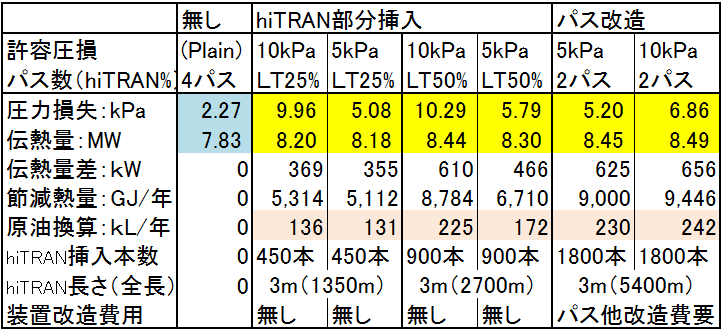 無し hiTRAN部分挿入 パス改造
許容圧損 (Plain) 10kPa 5kPa 10kPa 5kPa 5kPa 10kPa
パス数(hiTRAN%) 4パス LT25% LT25% LT50% LT50% 2パス 2パス
圧力損失:kPa 2.27 9.96 5.08 10.29 5.79 5.20 6.86
伝熱量:MW 7.83 8.20 8.18 8.44 8.30 8.45 8.49
伝熱量差:kW 0 369 355 610 466 625 656
節減熱量:GJ/年 0 5,314 5,112 8,784 6,710 9,000 9,446
原油換算:kL/年 0 136 131 225 172 230 242
hiTRAN挿入本数 0 450本 450本 900本 900本 1800本 1800本
hiTRAN長さ(全長) 0 3m(1350m) 3m(2700m) 3m(5400m)
装置改造費用 無し 無し 無し 無し パス他改造費要